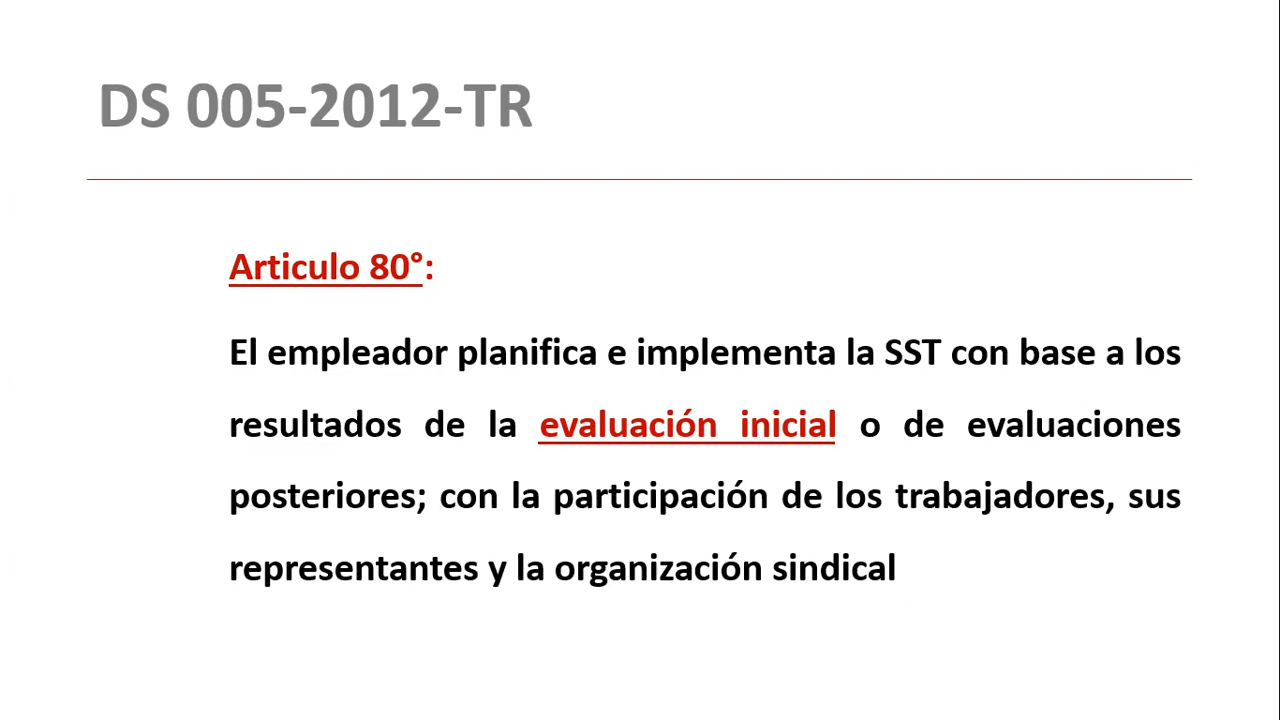 DS 005-2012-TR
Articulo 80°:
El empleador planifica e implementa la SST con base a los
resultados de la evaluación inicial o de evaluaciones
posteriores; con la participación de los trabajadores, sus
representantes y la organización sindical